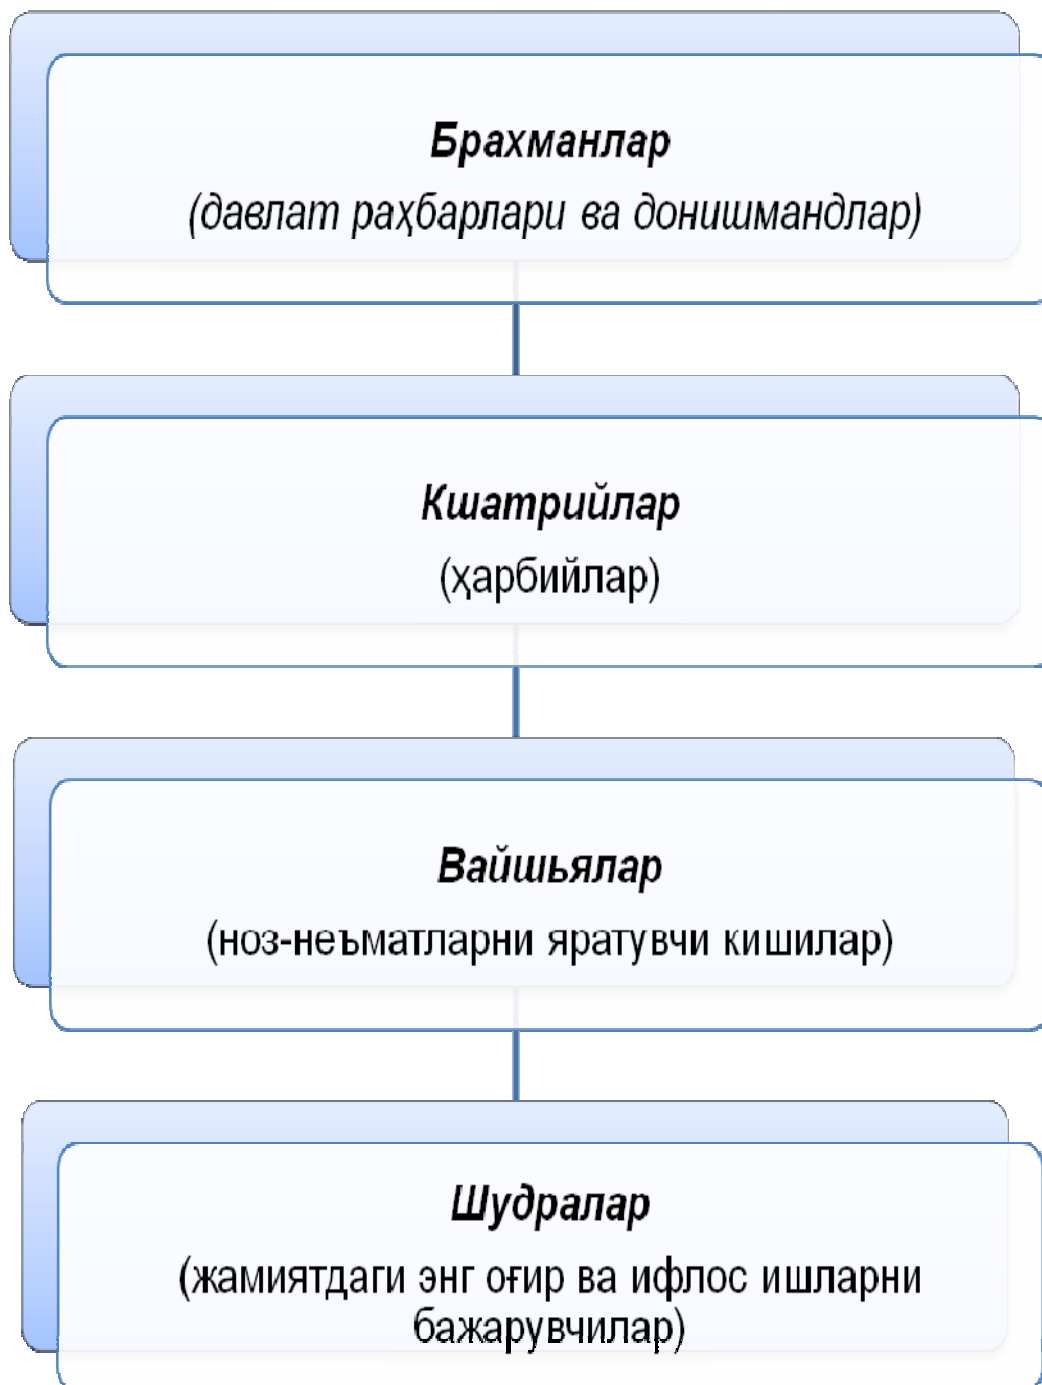 Брахманлар
(давлат раҳбарлари ва донишмандлар)
Кшатрийлар
(ҳарбийлар)
Вайшьялар
(ноз-неъматларни яратувчи кишилар)
Шудралар
(жамиятдаги энг оғир ва ифлос ишларни
бажарувчилар)